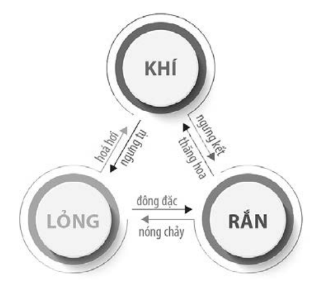 KHÍ
hoá hơi
ngưng tụ
ngưng kết
thăng hoa
LỎNG
đông đặc
nóng chảy
RẮN